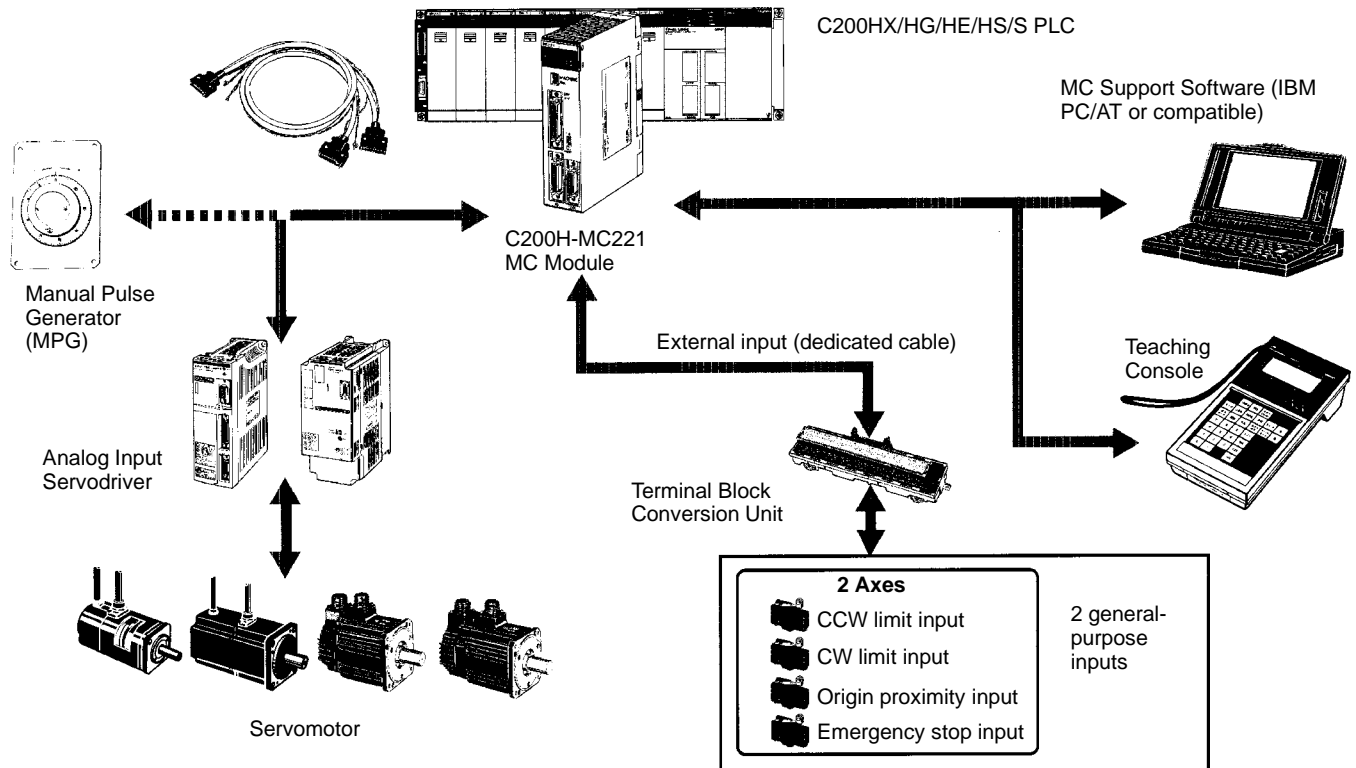 C200HX/HG/HE/HS/S PLC
MC Support Software (IBM
PC/AT or compatible)
C200H-MC221
MC Module
Manual Pulse
Generator
(MPG)
External input (dedicated cable)
Teaching
Console
Analog Input
Servodriver
Terminal Block
Conversion Unit
2 Axes
CCW limit input
CW limit input
Origin proximity input
Emergency stop input
2 general-
purpose
inputs
Servomotor